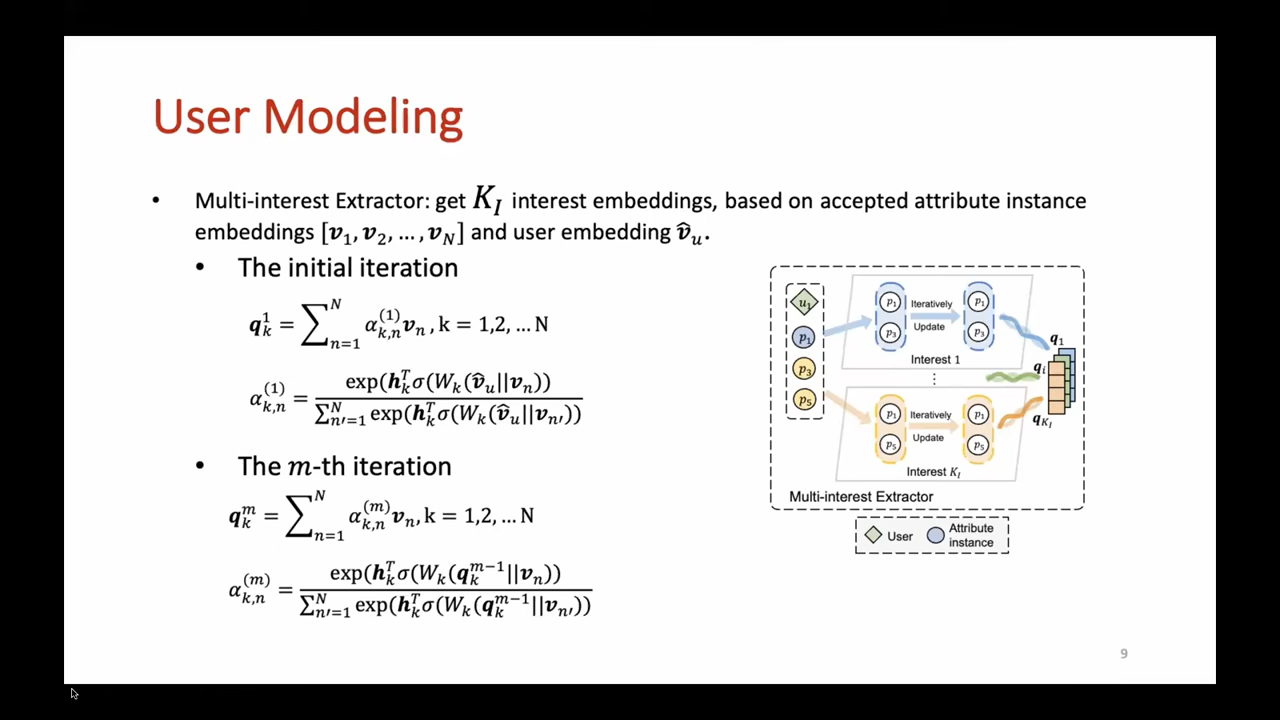 User Modeling
• Multi-interest Extractor: get K_I interest embeddings, based on accepted attribute instance
embeddings [v_1, v_2, …, v_N] and user embedding v̂_u.
• The initial iteration
q_k^1 = ∑_{n=1}^N α_{k,n}^{(1)} v_n , k = 1,2, … N
α_{k,n}^{(1)} = exp(h_k^T σ(W_k(v̂_u||v_n)) / ∑_{n′=1}^N exp(h_k^T σ(W_k(v̂_u||v_{n′}))
• The m-th iteration
q_k^m = ∑_{n=1}^N α_{k,n}^{(m)} v_n, k = 1,2, … N
α_{k,n}^{(m)} = exp(h_k^T σ(W_k(q_k^{m−1}||v_n)) / ∑_{n′=1}^N exp(h_k^T σ(W_k(q_k^{m−1}||v_{n′}))
u_1
p_1
p_3
p_5
p_1
p_3
Iteratively
Update
p_1
p_3
Interest 1
⋮
p_1
p_5
Iteratively
Update
p_1
p_5
Interest K_I
q_1
q_i
q_{K_I}
Multi-interest Extractor
User
Attribute
instance
9